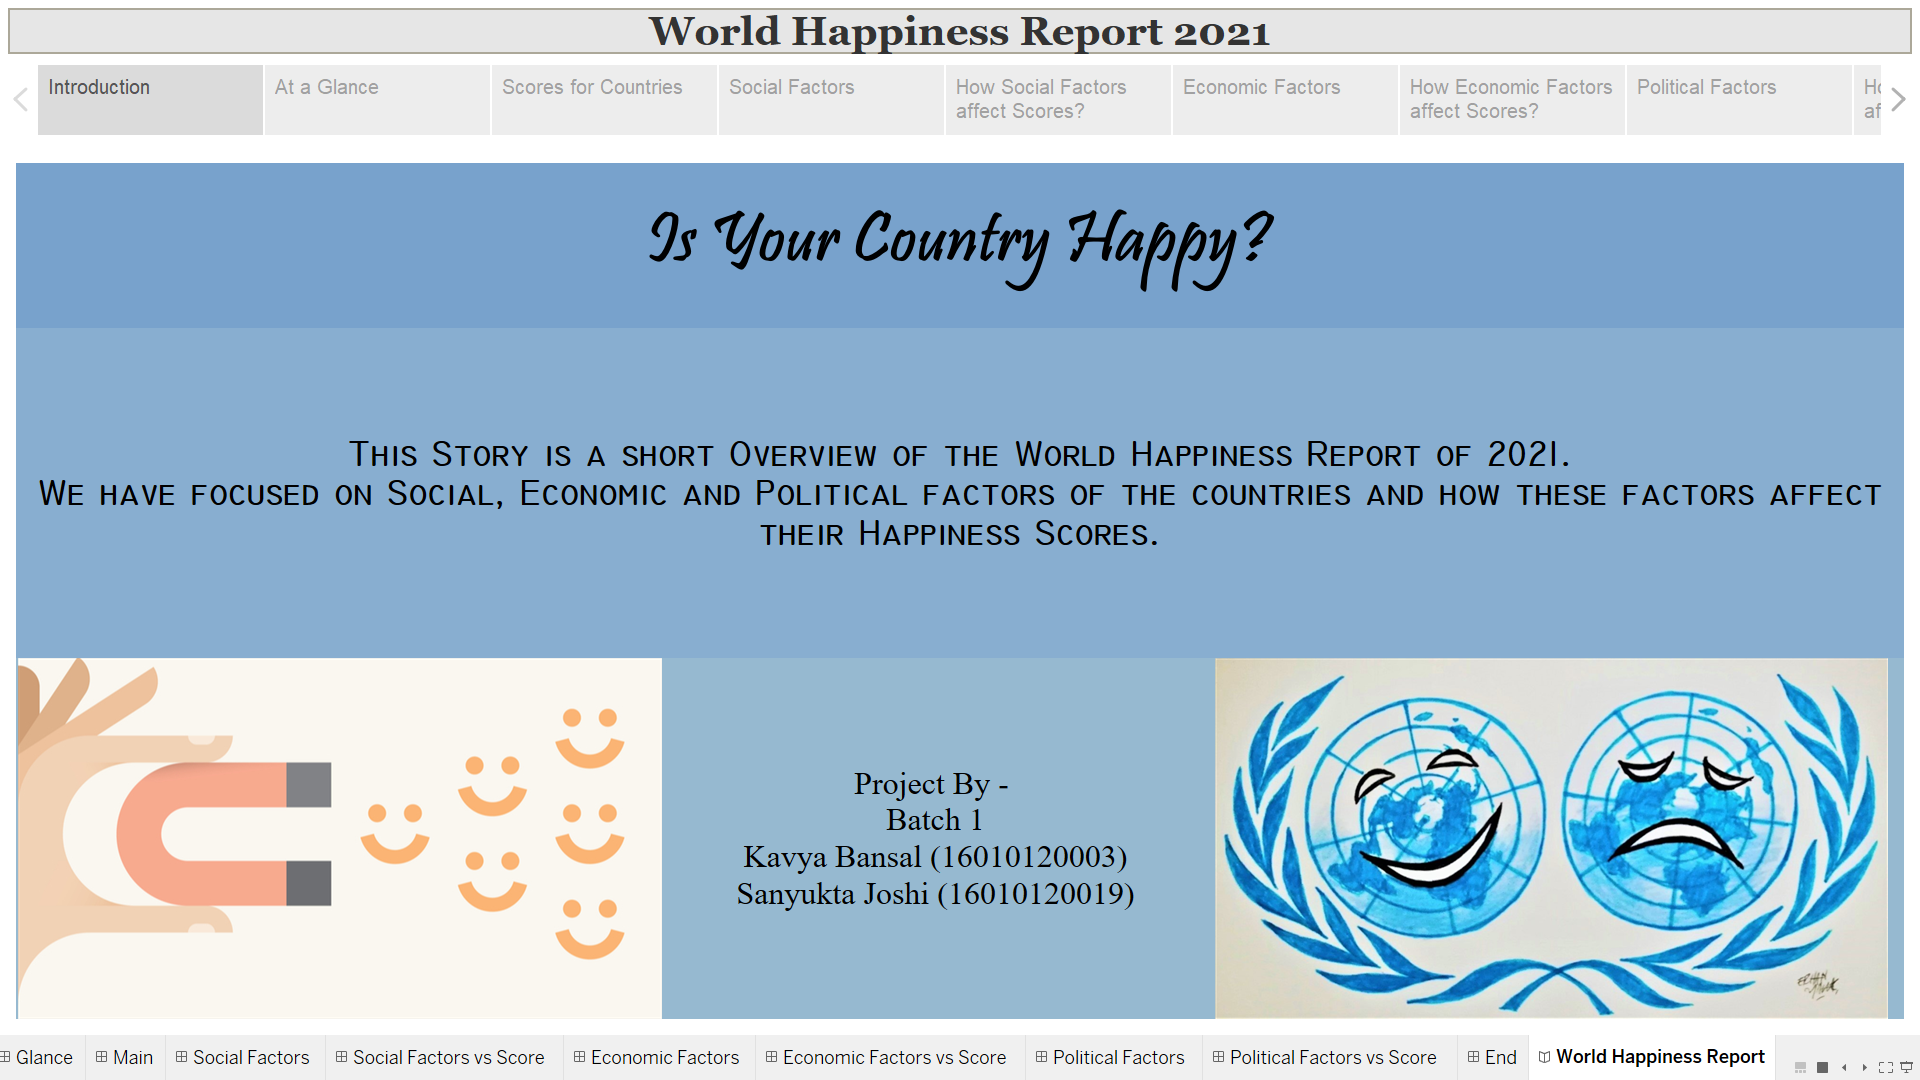 World Happiness Report 2021
Introduction
At a Glance
Scores for Countries
Social Factors
How Social Factors
affect Scores?
Economic Factors
How Economic Factors
affect Scores?
Political Factors
Is Your Country Happy?
This Story is a short Overview of the World Happiness Report of 2021.
We have focused on Social, Economic and Political factors of the countries and how these factors affect
their Happiness Scores.
Project By -
Batch 1
Kavya Bansal (16010120003)
Sanyukta Joshi (16010120019)
Glance
Main
Social Factors
Social Factors vs Score
Economic Factors
Economic Factors vs Score
Political Factors
Political Factors vs Score
End
World Happiness Report